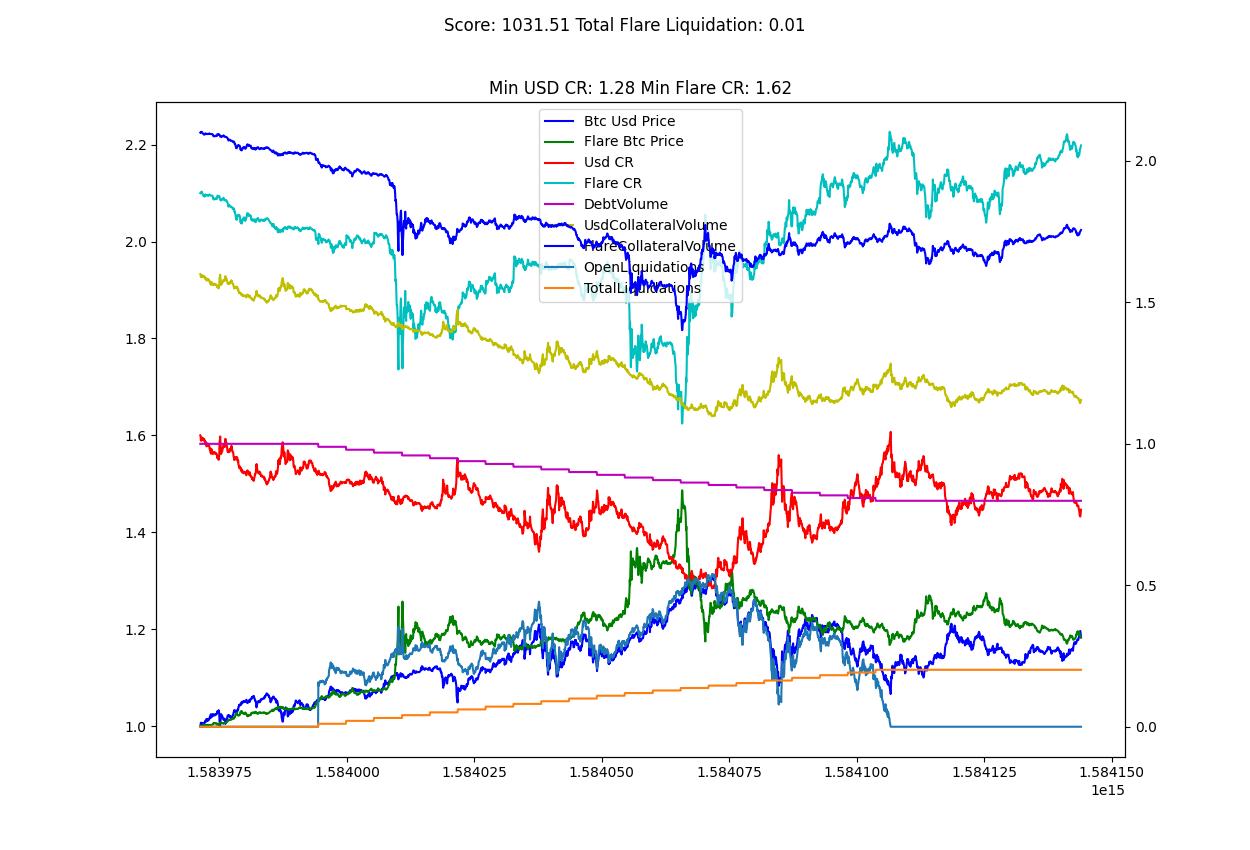 Score: 1031.51 Total Flare Liquidation: 0.01
Min USD CR: 1.28 Min Flare CR: 1.62
Btc Usd Price
Flare Btc Price
Usd CR
Flare CR
DebtVolume
UsdCollateralVolume
FlareCollateralVolume
OpenLiquidations
TotalLiquidations
2.2
2.0
1.8
1.6
1.4
1.2
1.0
2.0
1.5
1.0
0.5
0.0
1.583975 1.584000 1.584025 1.584050 1.584075 1.584100 1.584125 1.584150
1e15